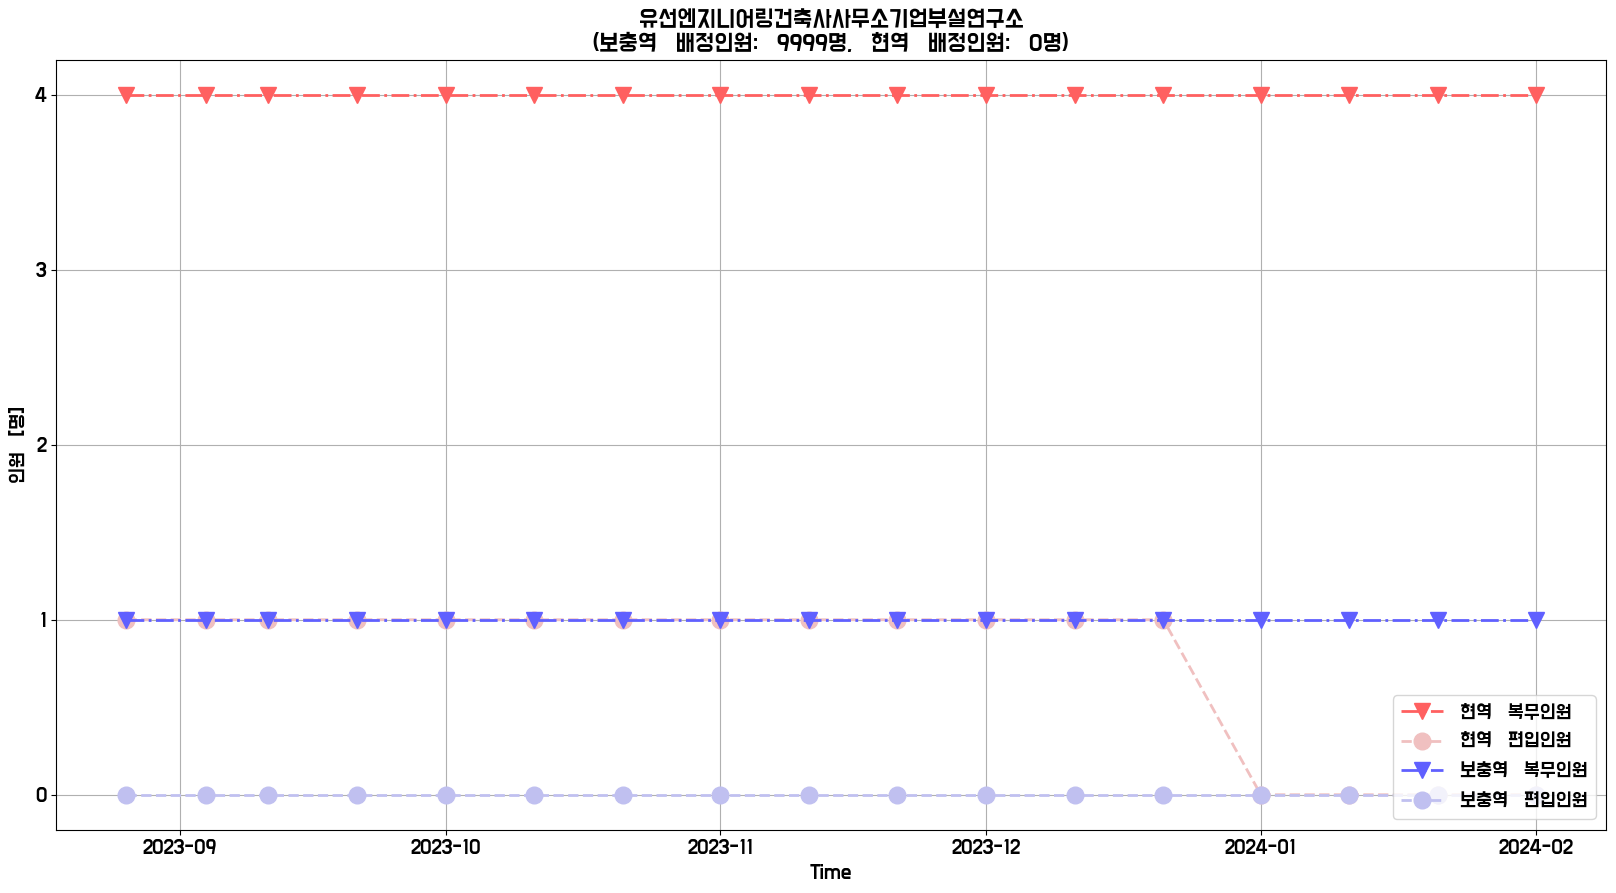 유선엔지니어링건축사사무소기업부설연구소
(보충역 배정인원: 9999명, 현역 배정인원: 0명)
4
3
2
1
0
인원 [명]
현역 복무인원
현역 편입인원
보충역 복무인원
보충역 편입인원
2023-09 2023-10 2023-11 2023-12 2024-01 2024-02
Time